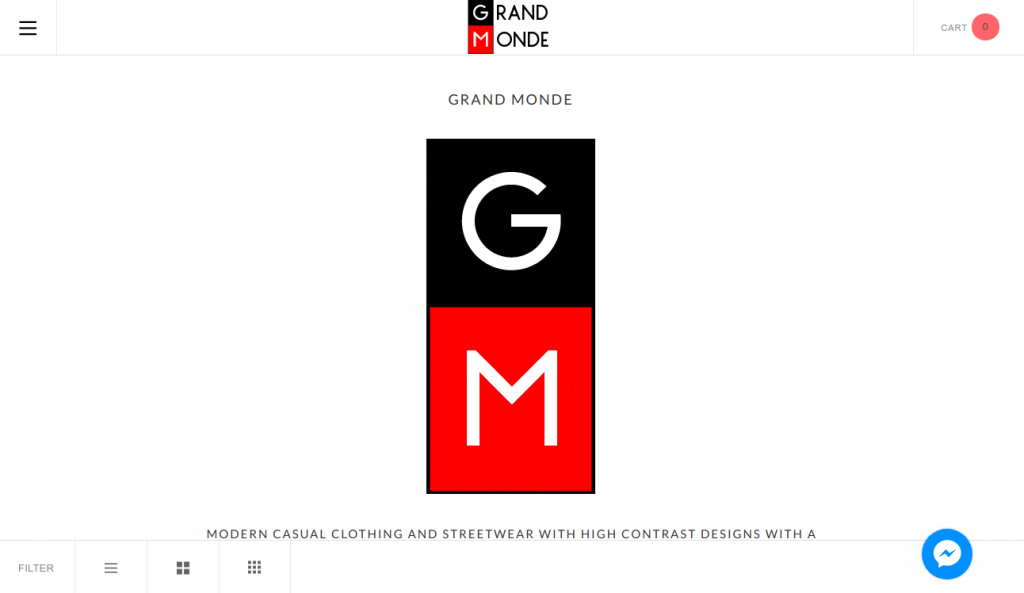 GRAND
MONDE
CART 0
GRAND MONDE
G
M
MODERN CASUAL CLOTHING AND STREETWEAR WITH HIGH CONTRAST DESIGNS WITH A
FILTER